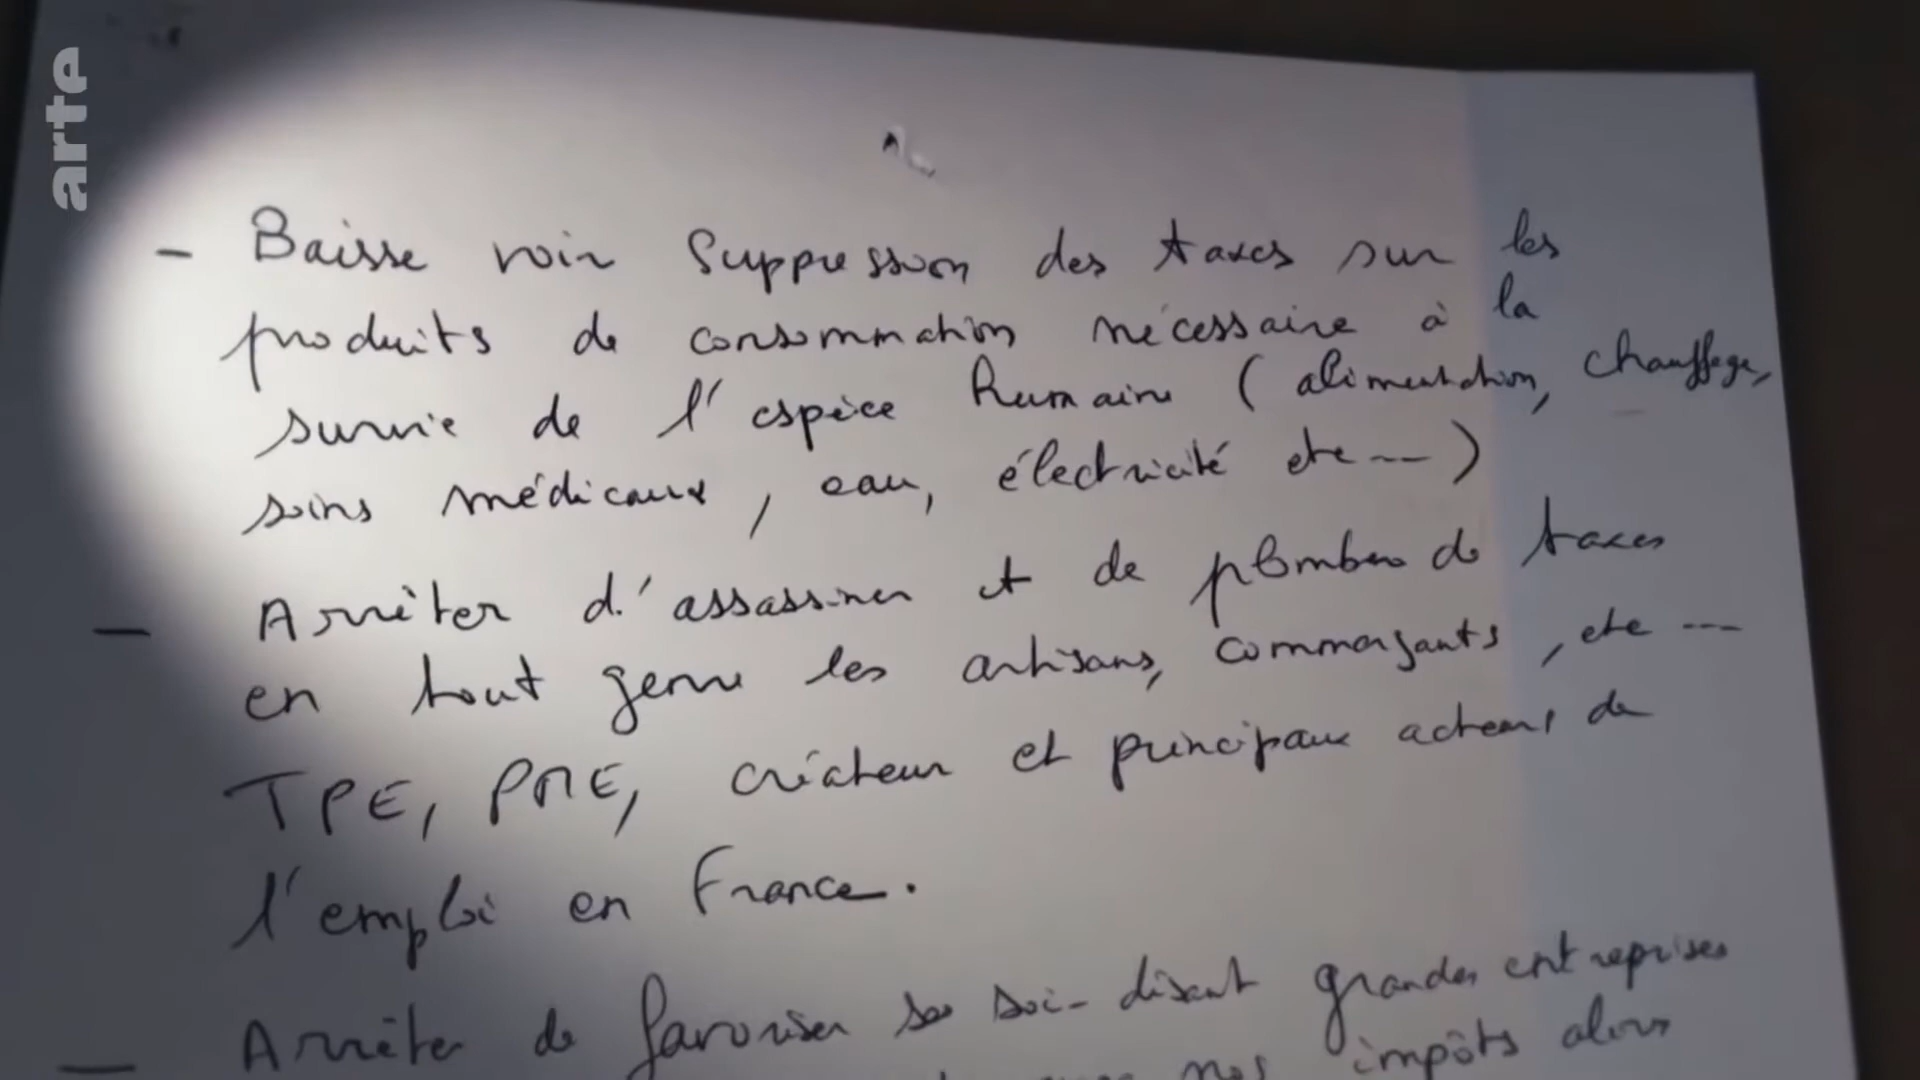 arte
- Baisse voir Suppression des taxes sur les
produits de consommation nécessaire à la
survie de l'espèce humaine (alimentation, chauffage,
soins médicaux, eau, électricité etc...)
- Arrêter d'assassiner et de plomber de taxes
en tout genre les artisans, commerçants, etc...
TPE, PME, créateur et principaux acteurs de
l'emploi en France.
- Arrêter de favoriser les soi-disant grandes entreprises
nos impôts alors